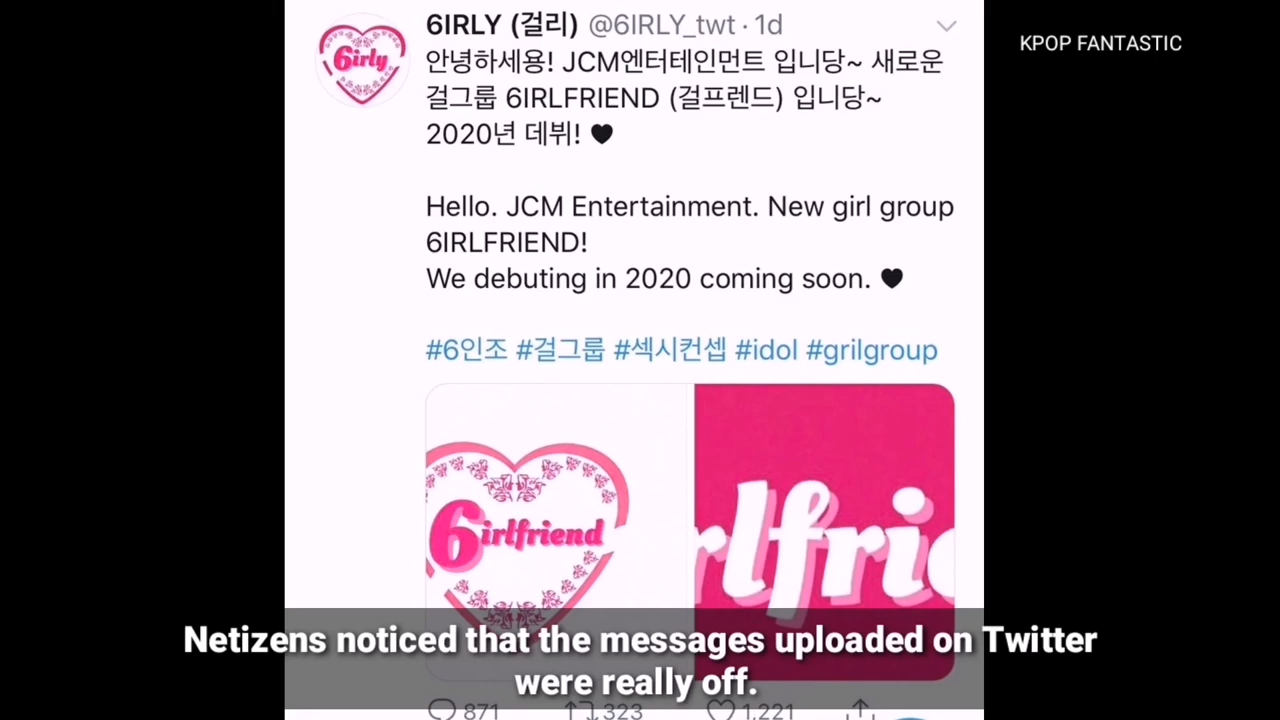 6IRLY (걸리) @6IRLY_twt · 1d
KPOP FANTASTIC
6irly
안녕하세용! JCM엔터테인먼트 입니당~ 새로운
걸그룹 6IRLFRIEND (걸프렌드) 입니당~
2020년 데뷔! ♥
Hello. JCM Entertainment. New girl group
6IRLFRIEND!
We debuting in 2020 coming soon. ♥
#6인조 #걸그룹 #섹시컨셉 #idol #grilgroup
6irlfriend
rlfrie
Netizens noticed that the messages uploaded on Twitter
were really off.
871 323 1,221